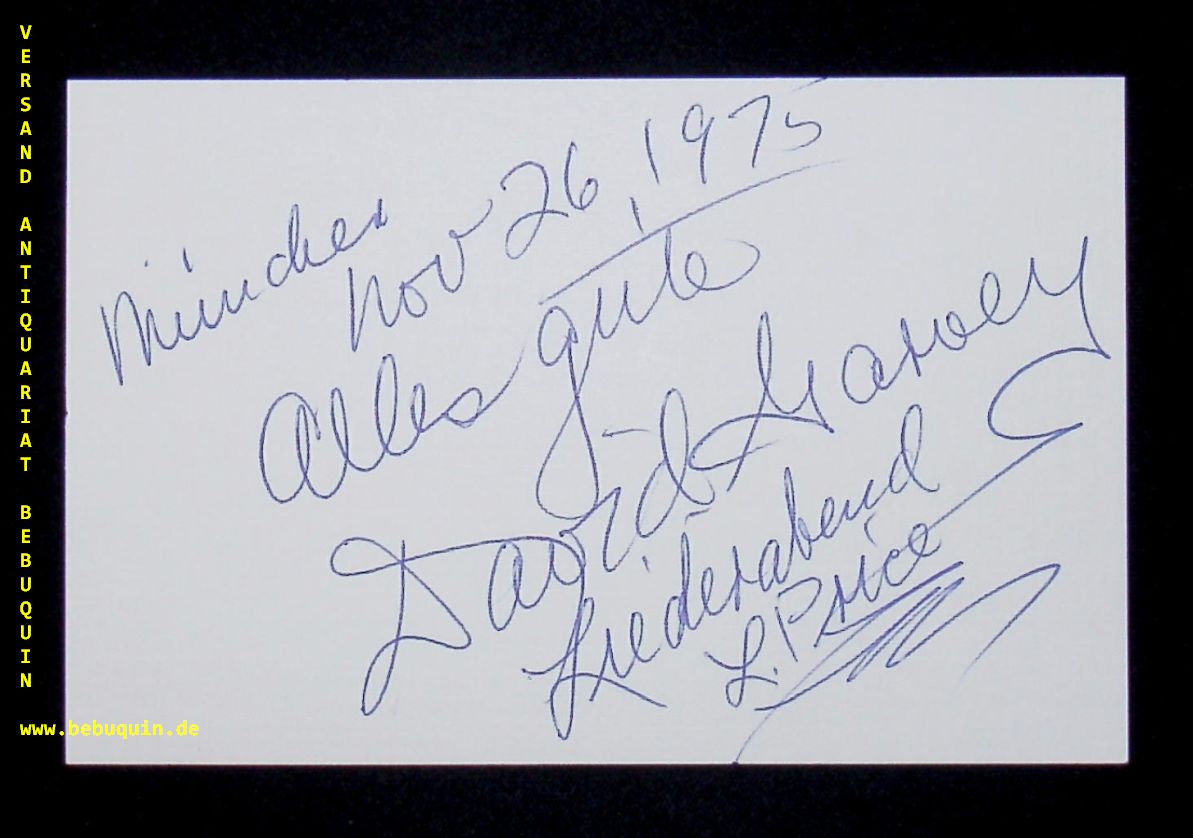 VERSAND ANTIQUARIAT BEBUQUIN
www.bebuquin.de
München
Nov 26, 1975
Alles gute
David Garvey
Liederabend
L. Price